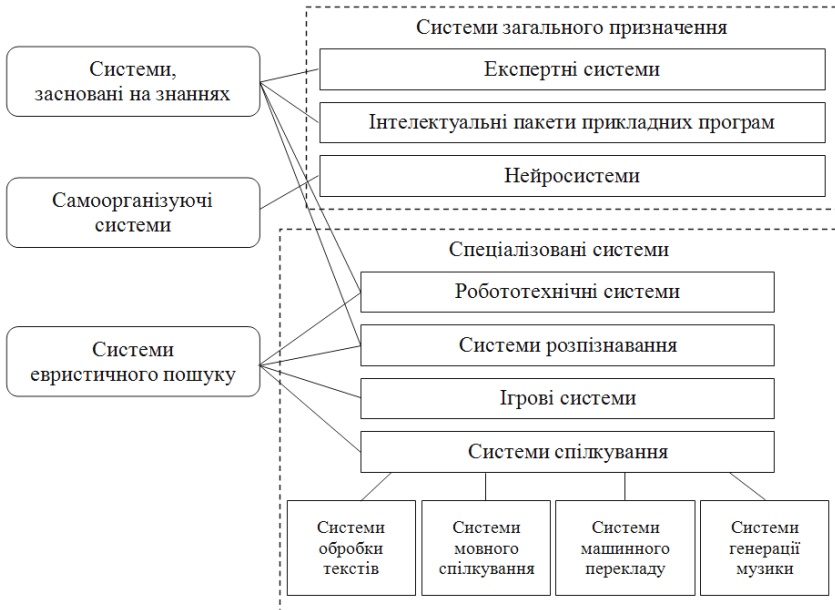 Системи загального призначення
Системи,
засновані на знаннях
Експертні системи
Інтелектуальні пакети прикладних програм
Нейросистеми
Самоорганізуючі
системи
Спеціалізовані системи
Робототехнічні системи
Системи
евристичного пошуку
Системи розпізнавання
Ігрові системи
Системи спілкування
Системи
обробки
текстів
Системи
мовного
спілкування
Системи
машинного
перекладу
Системи
генерації
музики